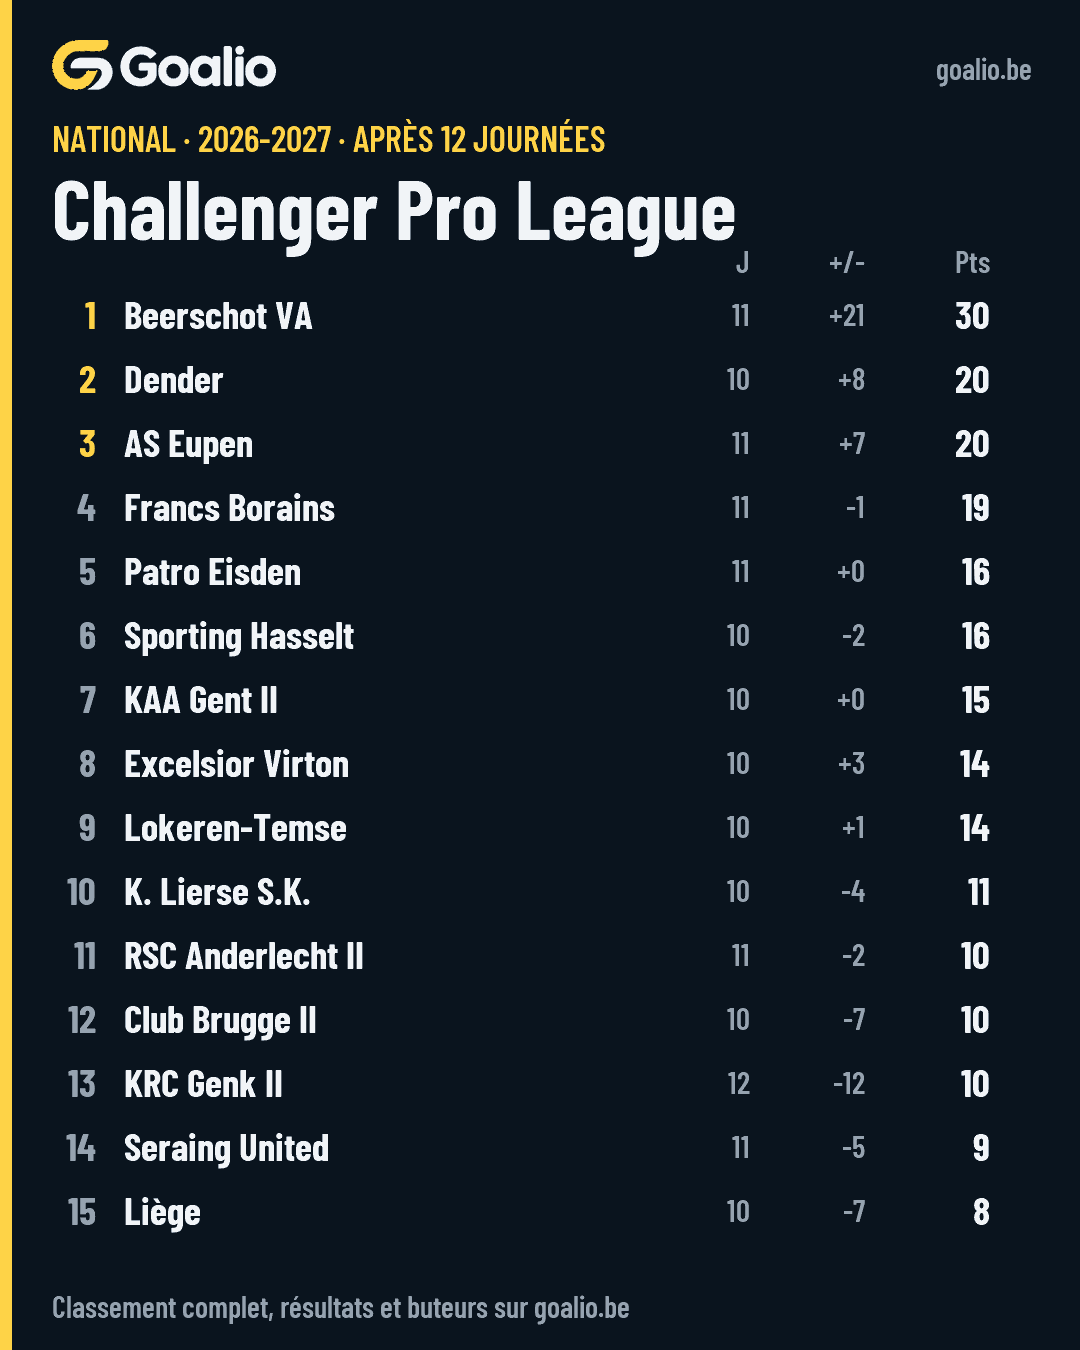 Goalio
goalio.be
NATIONAL · 2026-2027 · APRÈS 12 JOURNÉES
Challenger Pro League
J +/- Pts
1 Beerschot VA 11 +21 30
2 Dender 10 +8 20
3 AS Eupen 11 +7 20
4 Francs Borains 11 -1 19
5 Patro Eisden 11 +0 16
6 Sporting Hasselt 10 -2 16
7 KAA Gent II 10 +0 15
8 Excelsior Virton 10 +3 14
9 Lokeren-Temse 10 +1 14
10 K. Lierse S.K. 10 -4 11
11 RSC Anderlecht II 11 -2 10
12 Club Brugge II 10 -7 10
13 KRC Genk II 12 -12 10
14 Seraing United 11 -5 9
15 Liège 10 -7 8
Classement complet, résultats et buteurs sur goalio.be